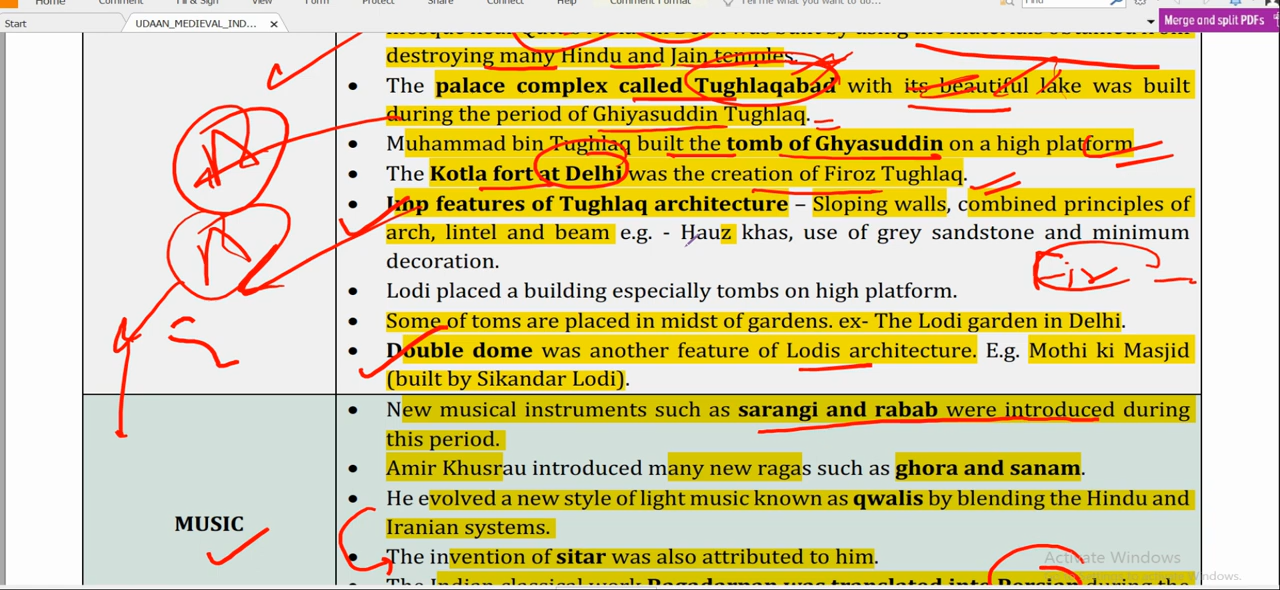 Home Comment Fill & Sign View Form Protect Share Connect Help Comment Format Tell me what you want to do... Find
Start UDAAN_MEDIEVAL_IND... × Merge and split PDFs
destroying many Hindu and Jain temples.
• The palace complex called Tughlaqabad with its beautiful lake was built
during the period of Ghiyasuddin Tughlaq.
• Muhammad bin Tughlaq built the tomb of Ghyasuddin on a high platform
• The Kotla fort at Delhi was the creation of Firoz Tughlaq.
• Imp features of Tughlaq architecture – Sloping walls, combined principles of
arch, lintel and beam e.g. - Hauz khas, use of grey sandstone and minimum
decoration.
• Lodi placed a building especially tombs on high platform.
• Some of toms are placed in midst of gardens. ex- The Lodi garden in Delhi.
• Double dome was another feature of Lodis architecture. E.g. Mothi ki Masjid
(built by Sikandar Lodi).
MUSIC
• New musical instruments such as sarangi and rabab were introduced during
this period.
• Amir Khusrau introduced many new ragas such as ghora and sanam.
• He evolved a new style of light music known as qwalis by blending the Hindu and
Iranian systems.
• The invention of sitar was also attributed to him.
Activate Windows